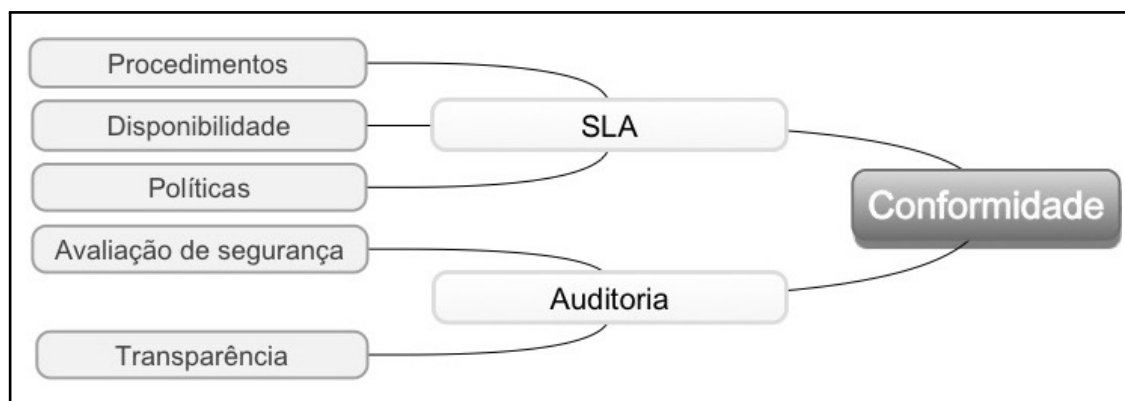 Procedimentos
Disponibilidade
Políticas
Avaliação de segurança
Transparência
SLA
Auditoria
Conformidade